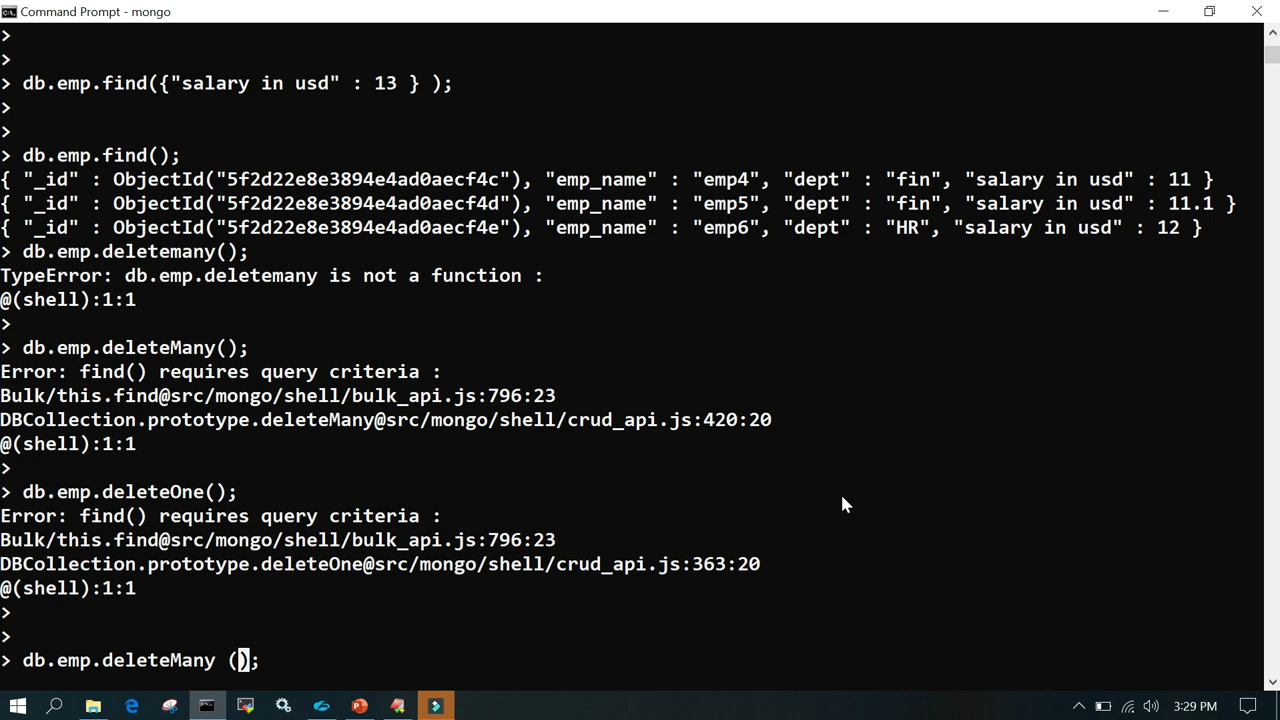 Command Prompt - mongo
>
>
> db.emp.find({"salary in usd" : 13 } );
>
>
> db.emp.find();
{ "_id" : ObjectId("5f2d22e8e3894e4ad0aecf4c"), "emp_name" : "emp4", "dept" : "fin", "salary in usd" : 11 }
{ "_id" : ObjectId("5f2d22e8e3894e4ad0aecf4d"), "emp_name" : "emp5", "dept" : "fin", "salary in usd" : 11.1 }
{ "_id" : ObjectId("5f2d22e8e3894e4ad0aecf4e"), "emp_name" : "emp6", "dept" : "HR", "salary in usd" : 12 }
> db.emp.deletemany();
TypeError: db.emp.deletemany is not a function :
@(shell):1:1
>
> db.emp.deleteMany();
Error: find() requires query criteria :
Bulk/this.find@src/mongo/shell/bulk_api.js:796:23
DBCollection.prototype.deleteMany@src/mongo/shell/crud_api.js:420:20
@(shell):1:1
>
> db.emp.deleteOne();
Error: find() requires query criteria :
Bulk/this.find@src/mongo/shell/bulk_api.js:796:23
DBCollection.prototype.deleteOne@src/mongo/shell/crud_api.js:363:20
@(shell):1:1
>
>
> db.emp.deleteMany ();
3:29 PM